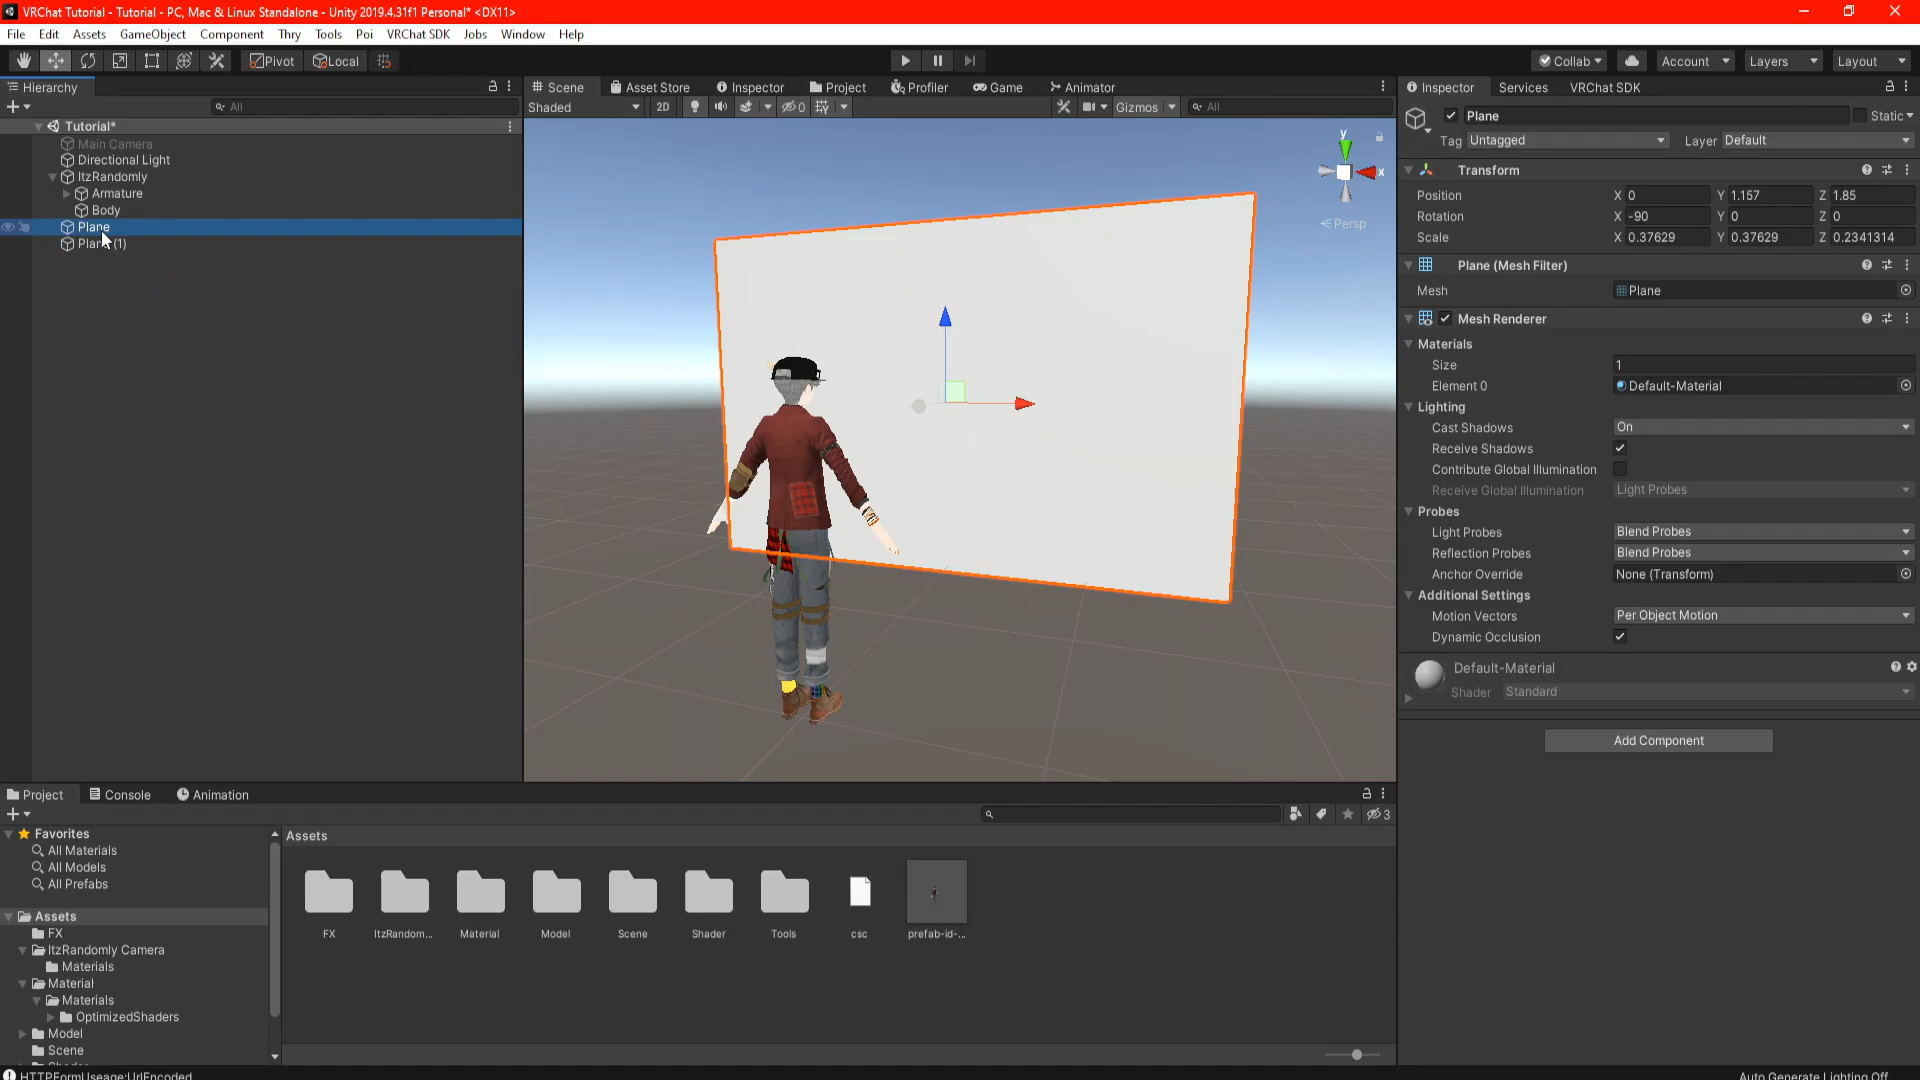 VRChat Tutorial - Tutorial - PC, Mac & Linux Standalone - Unity 2019.4.31f1 Personal* <DX11>
File Edit Assets GameObject Component Thry Tools Poi VRChat SDK Jobs Window Help
Pivot Local Collab Account Layers Layout
Hierarchy
All
Tutorial*
Main Camera
Directional Light
ItzRandomly
Armature
Body
Plane
Plane (1)
Scene Asset Store Inspector Project Profiler Game Animator
Shaded 2D 0 Gizmos All
y
x
Persp
Inspector Services VRChat SDK
Plane Static
Tag Untagged Layer Default
Transform
Position X 0 Y 1.157 Z 1.85
Rotation X -90 Y 0 Z 0
Scale X 0.37629 Y 0.37629 Z 0.2341314
Plane (Mesh Filter)
Mesh Plane
Mesh Renderer
Materials
Size 1
Element 0 Default-Material
Lighting
Cast Shadows On
Receive Shadows
Contribute Global Illumination
Receive Global Illumination Light Probes
Probes
Light Probes Blend Probes
Reflection Probes Blend Probes
Anchor Override None (Transform)
Additional Settings
Motion Vectors Per Object Motion
Dynamic Occlusion
Default-Material
Shader Standard
Add Component
Project Console Animation
3
Favorites
All Materials
All Models
All Prefabs
Assets
FX
ItzRandomly Camera
Materials
Material
Materials
OptimizedShaders
Model
Scene
Assets
FX ItzRandom... Material Model Scene Shader Tools csc prefab-id-...
HTTPFormUseage:UrlEncoded
Auto Generate Lighting Off